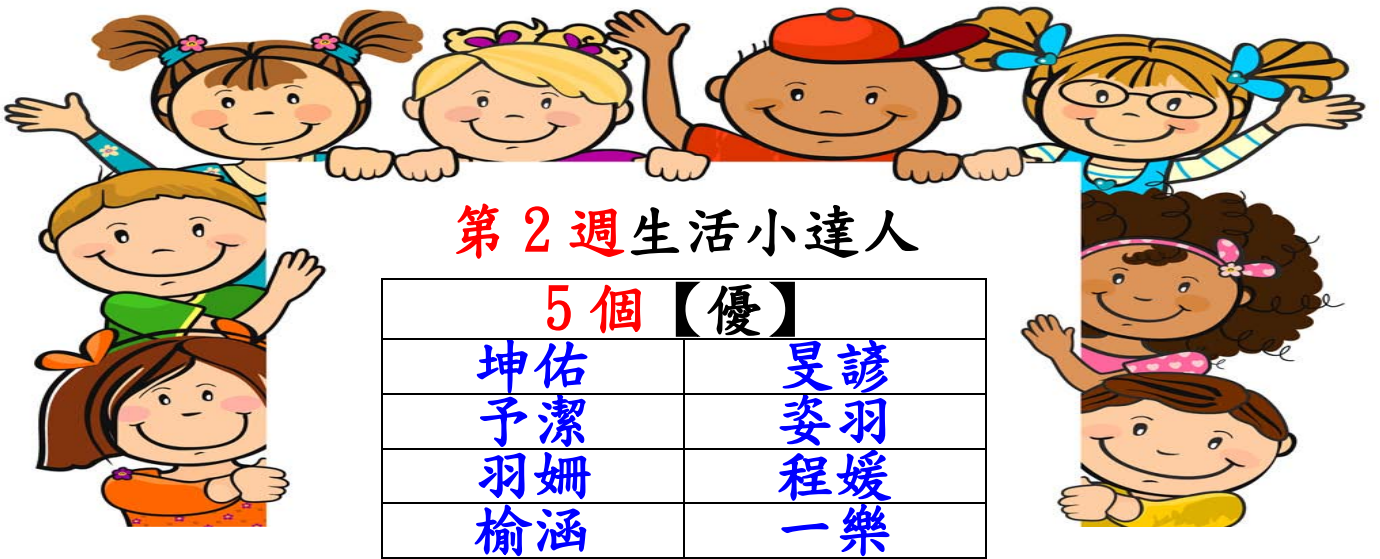 第2週生活小達人
5個【優】
坤佑 旻諺
予潔 姿羽
羽姍 程媛
榆涵 一樂